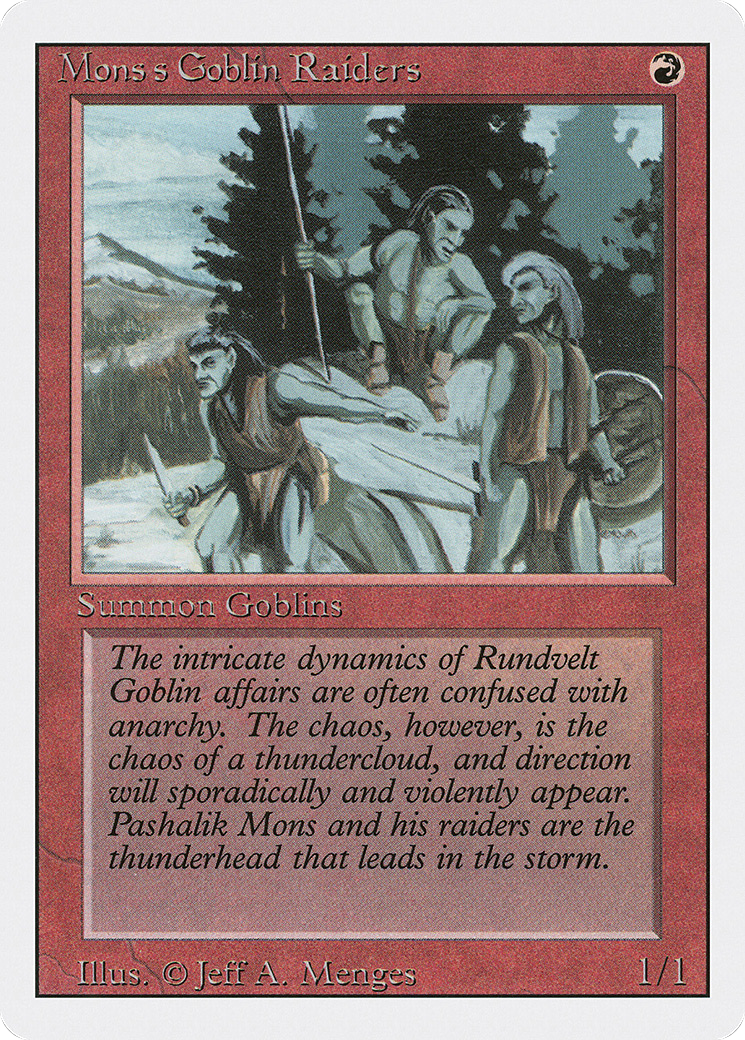 Mons's Goblin Raiders
Summon Goblins
The intricate dynamics of Rundvelt
Goblin affairs are often confused with
anarchy. The chaos, however, is the
chaos of a thundercloud, and direction
will sporadically and violently appear.
Pashalik Mons and his raiders are the
thunderhead that leads in the storm.
Illus. © Jeff A. Menges
1/1